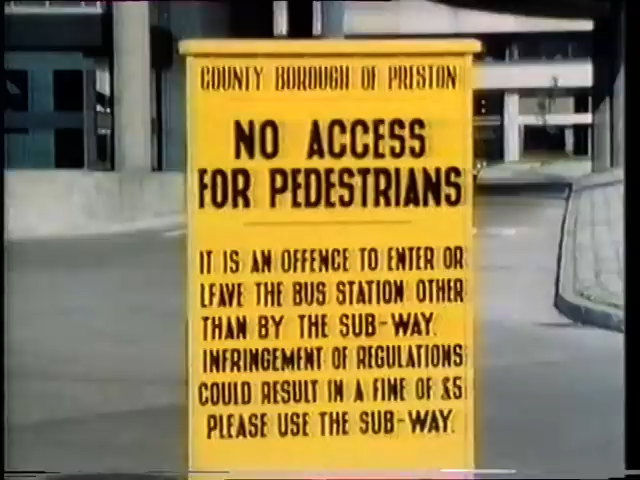 COUNTY BOROUGH OF PRESTON
NO ACCESS
FOR PEDESTRIANS
IT IS AN OFFENCE TO ENTER OR
LEAVE THE BUS STATION OTHER
THAN BY THE SUB-WAY.
INFRINGEMENT OF REGULATIONS
COULD RESULT IN A FINE OF £5
PLEASE USE THE SUB-WAY.